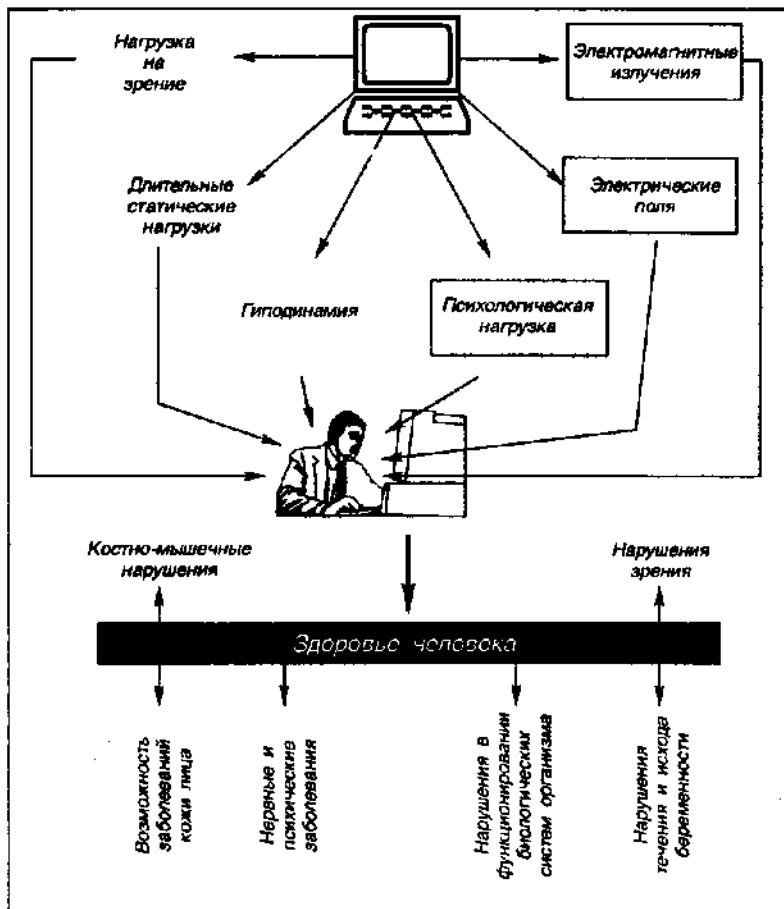 Нагрузка
на
зрение
Электромагнитные
излучения
Длительные
статические
нагрузки
Электрические
поля
Гиподинамия
Психологическая
нагрузка
Костно-мышечные
нарушения
Нарушения
зрения
Здоровье человека
Возможность
заболеваний
кожи лица
Нервные и
психические
заболевания
Нарушения в
функционировании
биологических
систем организма
Нарушения
течения и исхода
беременности